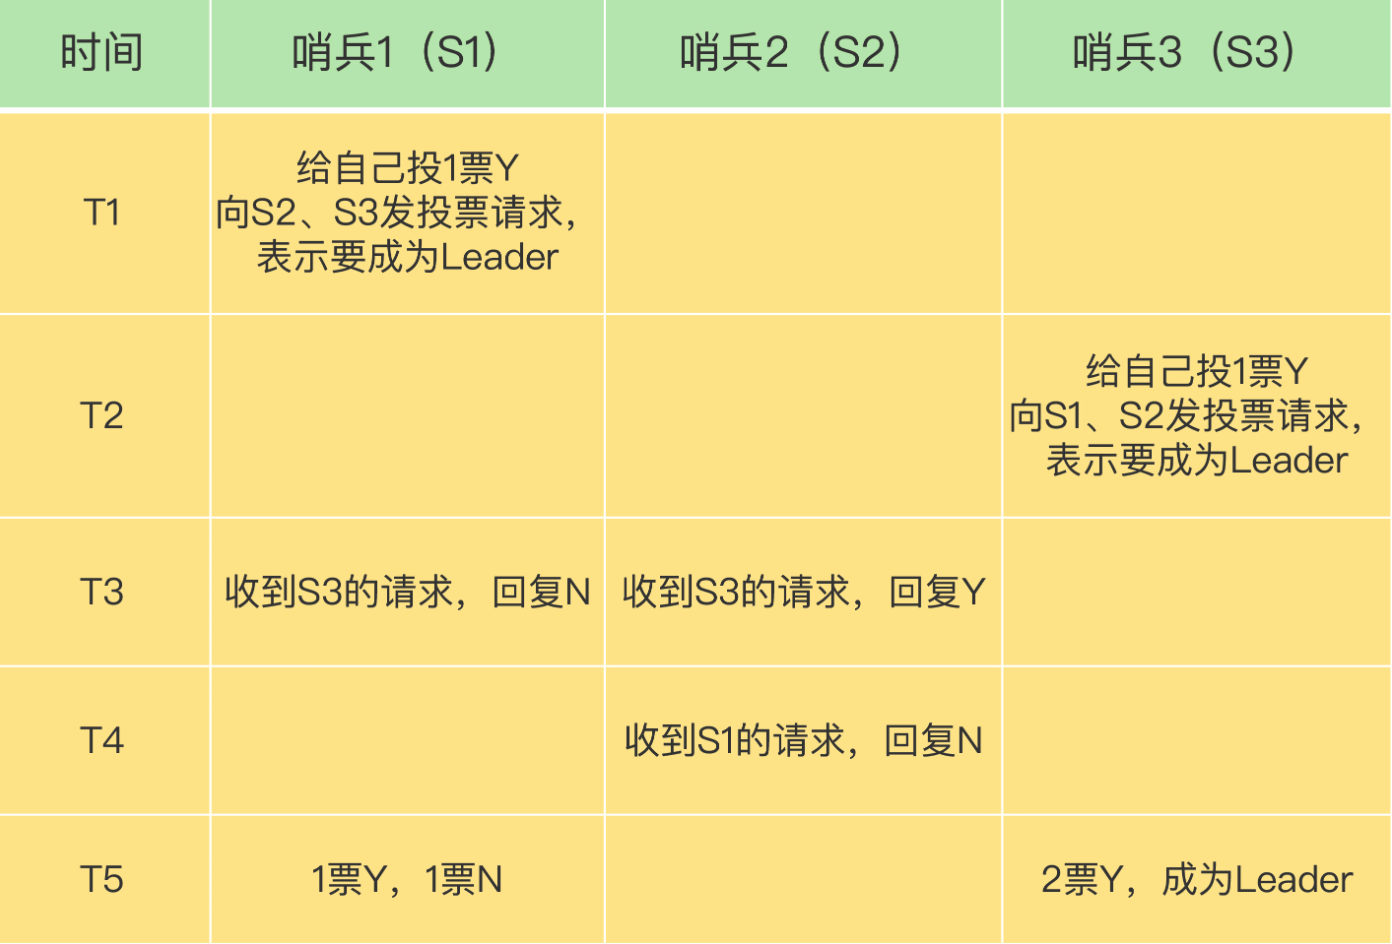 时间
哨兵1（S1）
哨兵2（S2）
哨兵3（S3）
T1
给自己投1票Y
向S2、S3发投票请求，
表示要成为Leader
T2
给自己投1票Y
向S1、S2发投票请求，
表示要成为Leader
T3
收到S3的请求，回复N
收到S3的请求，回复Y
T4
收到S1的请求，回复N
T5
1票Y，1票N
2票Y，成为Leader